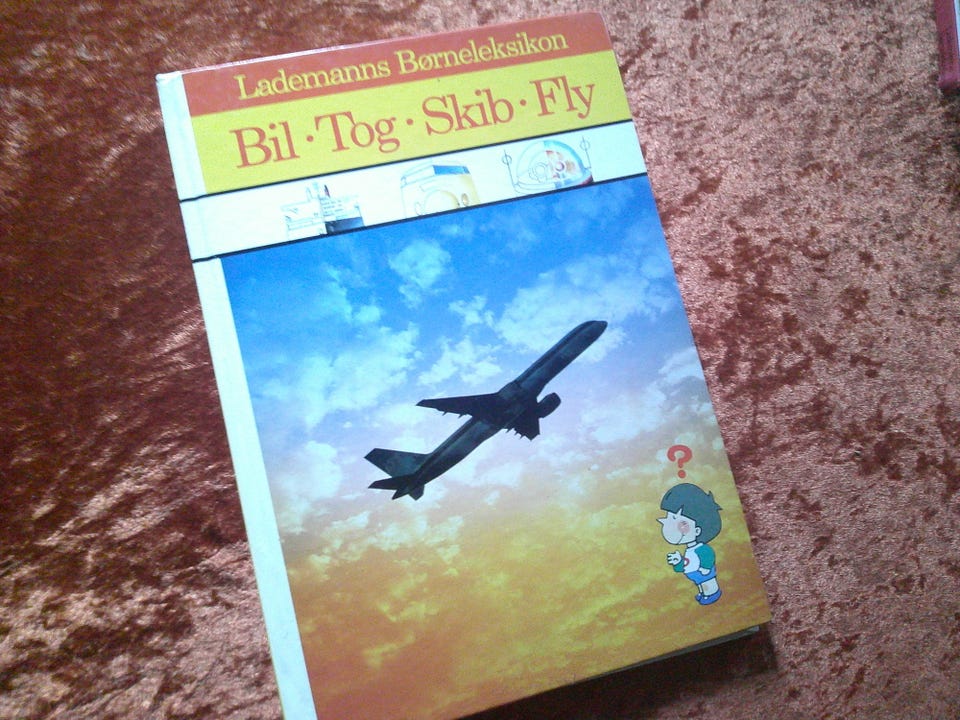 Lademanns Børneleksikon
Bil · Tog · Skib · Fly
?